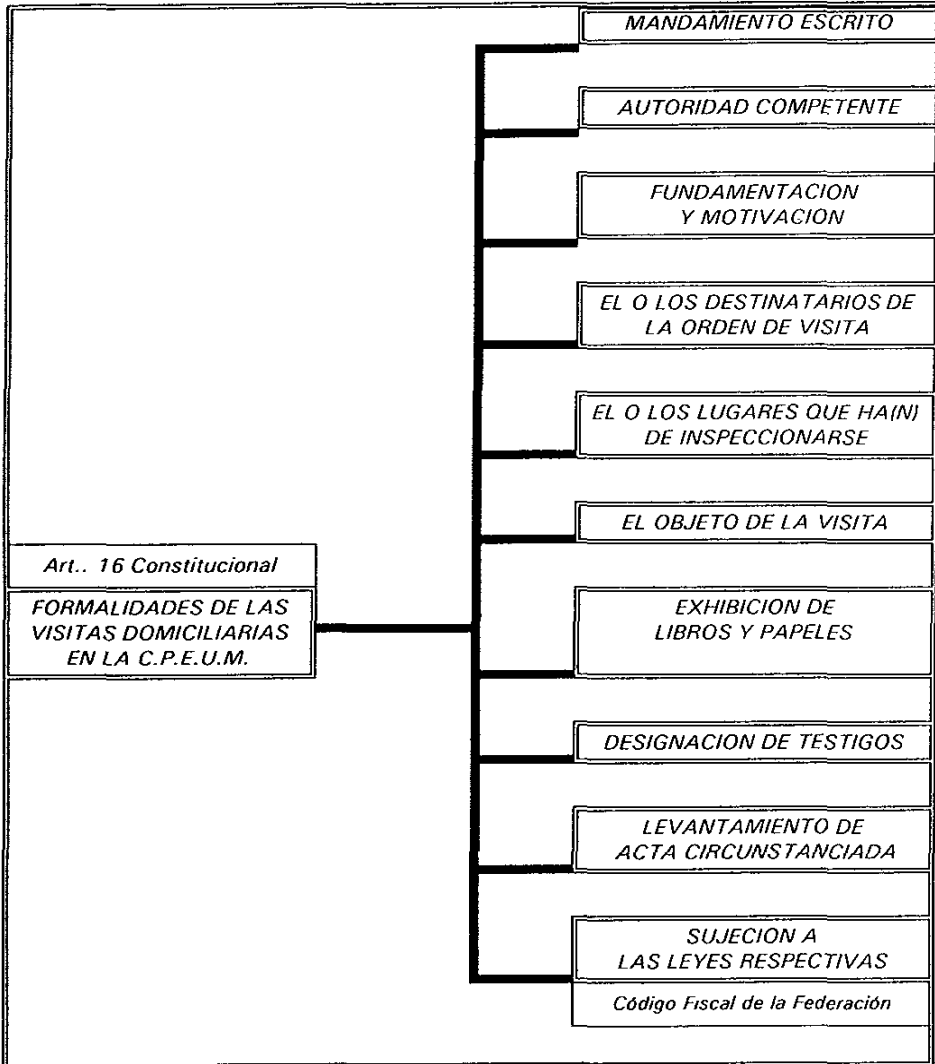 MANDAMIENTO ESCRITO
AUTORIDAD COMPETENTE
FUNDAMENTACION
Y MOTIVACION
EL O LOS DESTINATARIOS DE
LA ORDEN DE VISITA
EL O LOS LUGARES QUE HA(N)
DE INSPECCIONARSE
EL OBJETO DE LA VISITA
Art.. 16 Constitucional
FORMALIDADES DE LAS
VISITAS DOMICILIARIAS
EN LA C.P.E.U.M.
EXHIBICION DE
LIBROS Y PAPELES
DESIGNACION DE TESTIGOS
LEVANTAMIENTO DE
ACTA CIRCUNSTANCIADA
SUJECION A
LAS LEYES RESPECTIVAS
Código Fiscal de la Federación